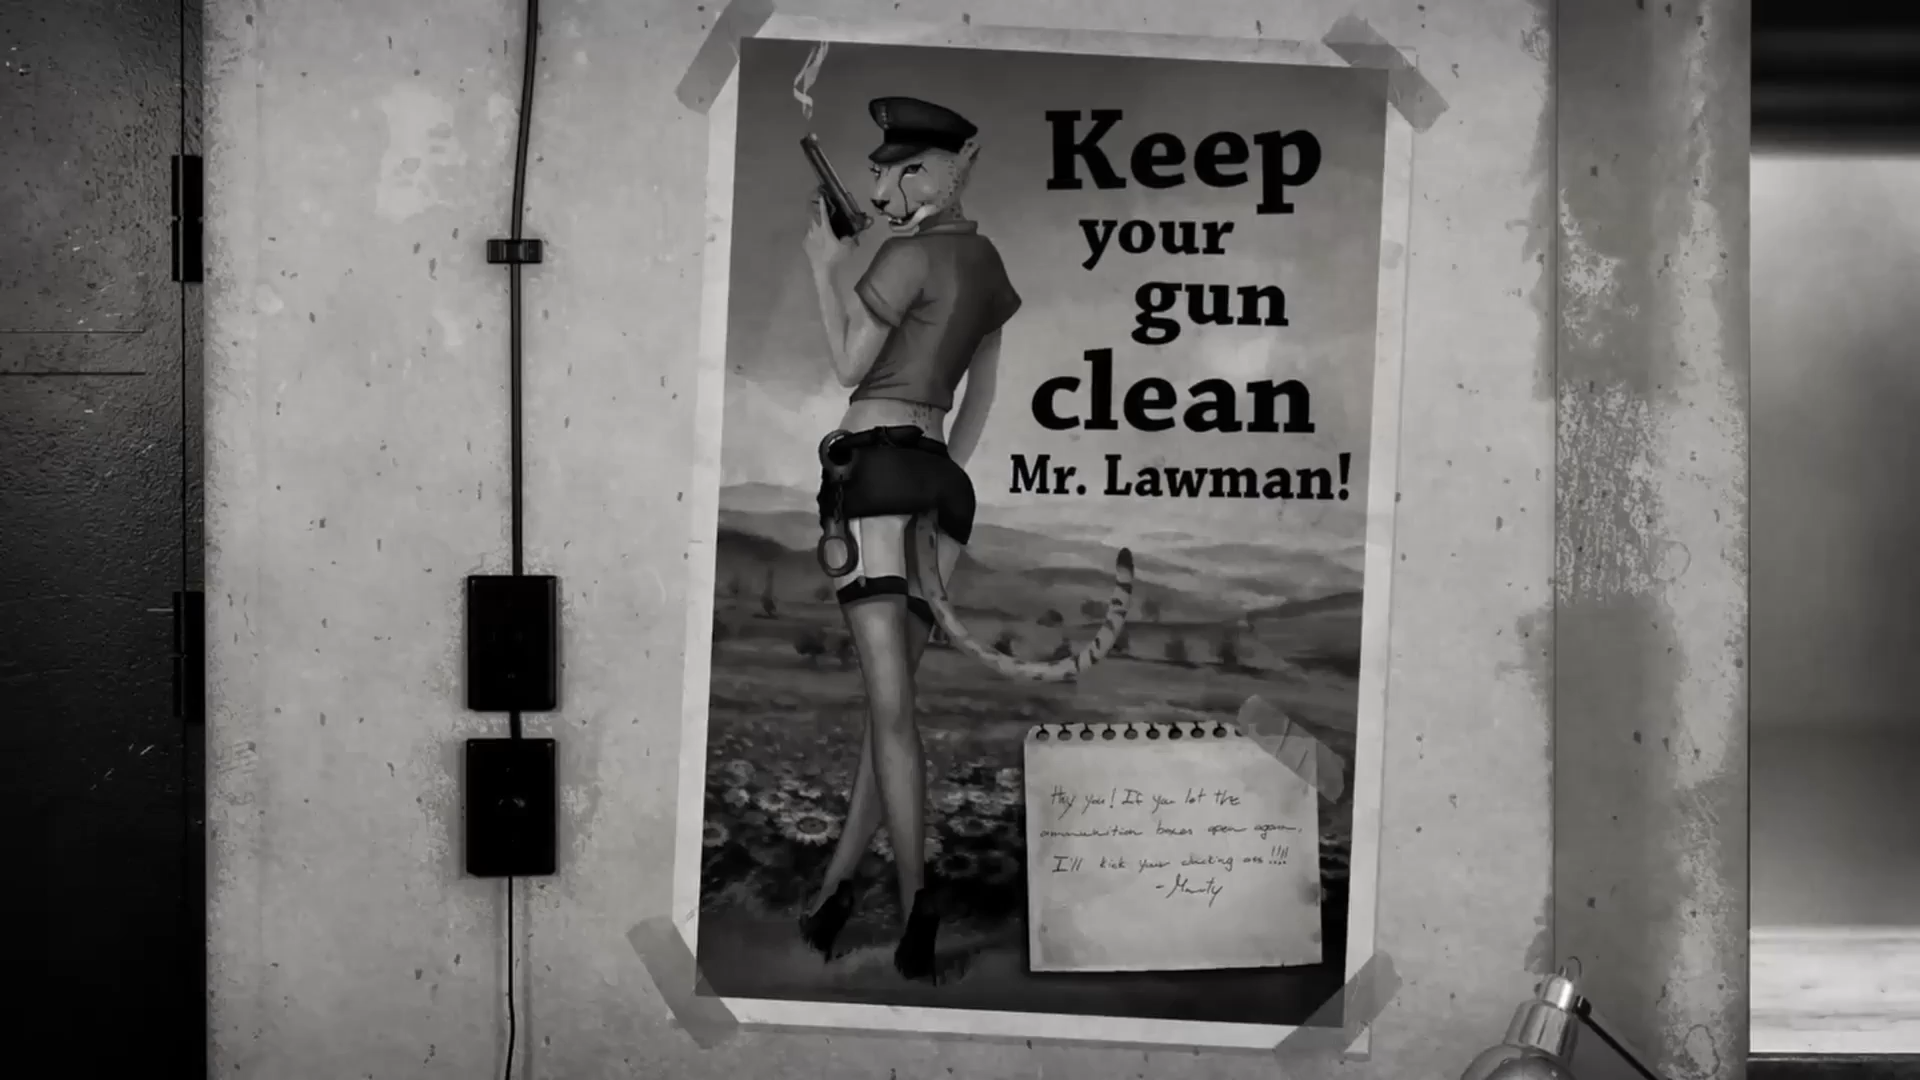 Keep
your
gun
clean
Mr. Lawman!
Hey you! If you let the
ammunition boxes open again,
I'll kick your ass!!!!
-Marty